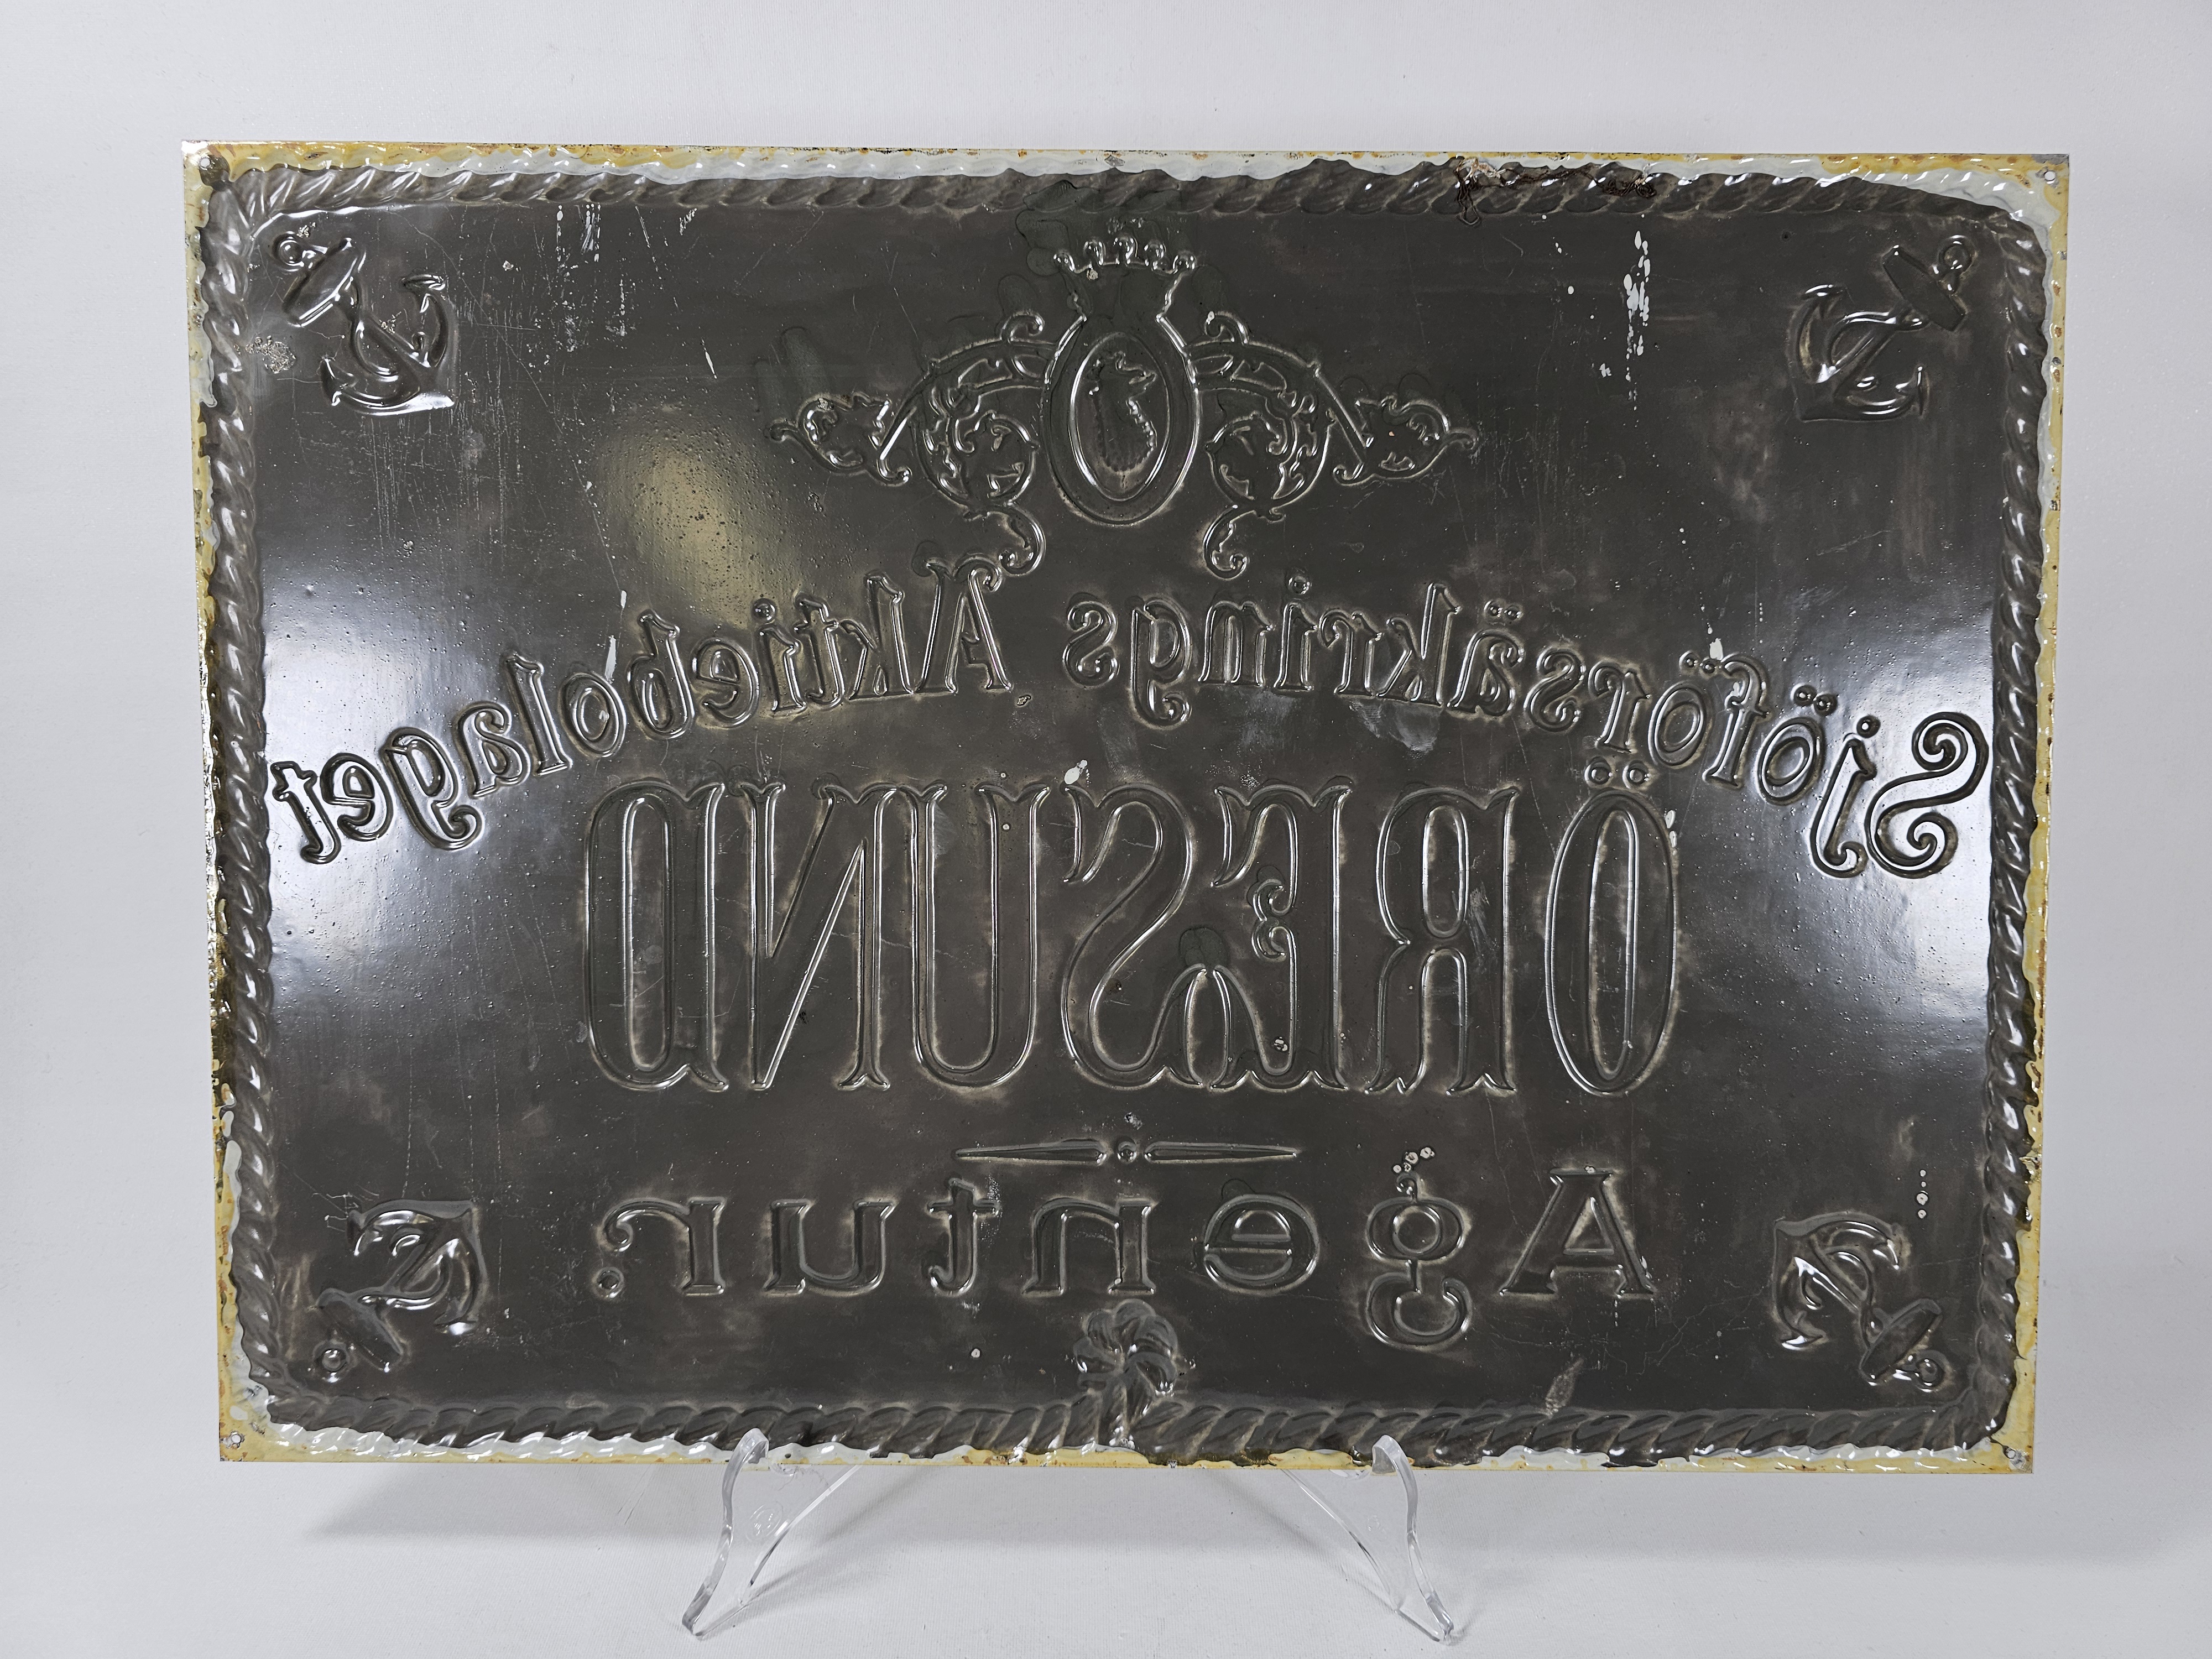 Sjöförsäkrings Aktiebolaget
ÖRESUND
Agentur.